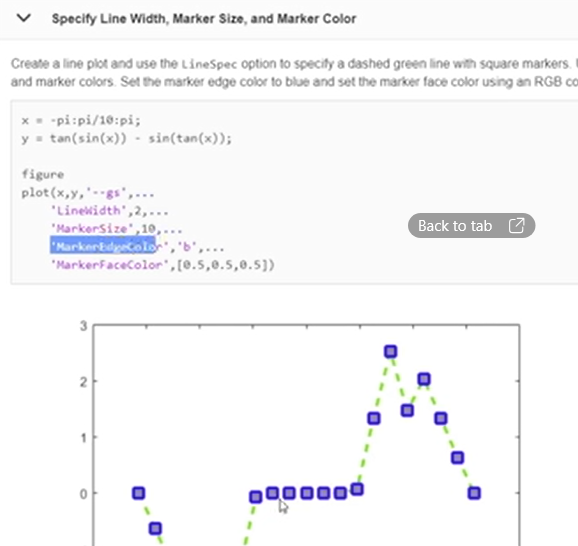 Specify Line Width, Marker Size, and Marker Color
Create a line plot and use the LineSpec option to specify a dashed green line with square markers.
and marker colors. Set the marker edge color to blue and set the marker face color using an RGB co
x = -pi:pi/10:pi;
y = tan(sin(x)) - sin(tan(x));
figure
plot(x,y,'--gs',...
'LineWidth',2,...
'MarkerSize',10,...
Back to tab
'MarkerEdgeColor','b',...
'MarkerFaceColor',[0.5,0.5,0.5])
3
2
1
0